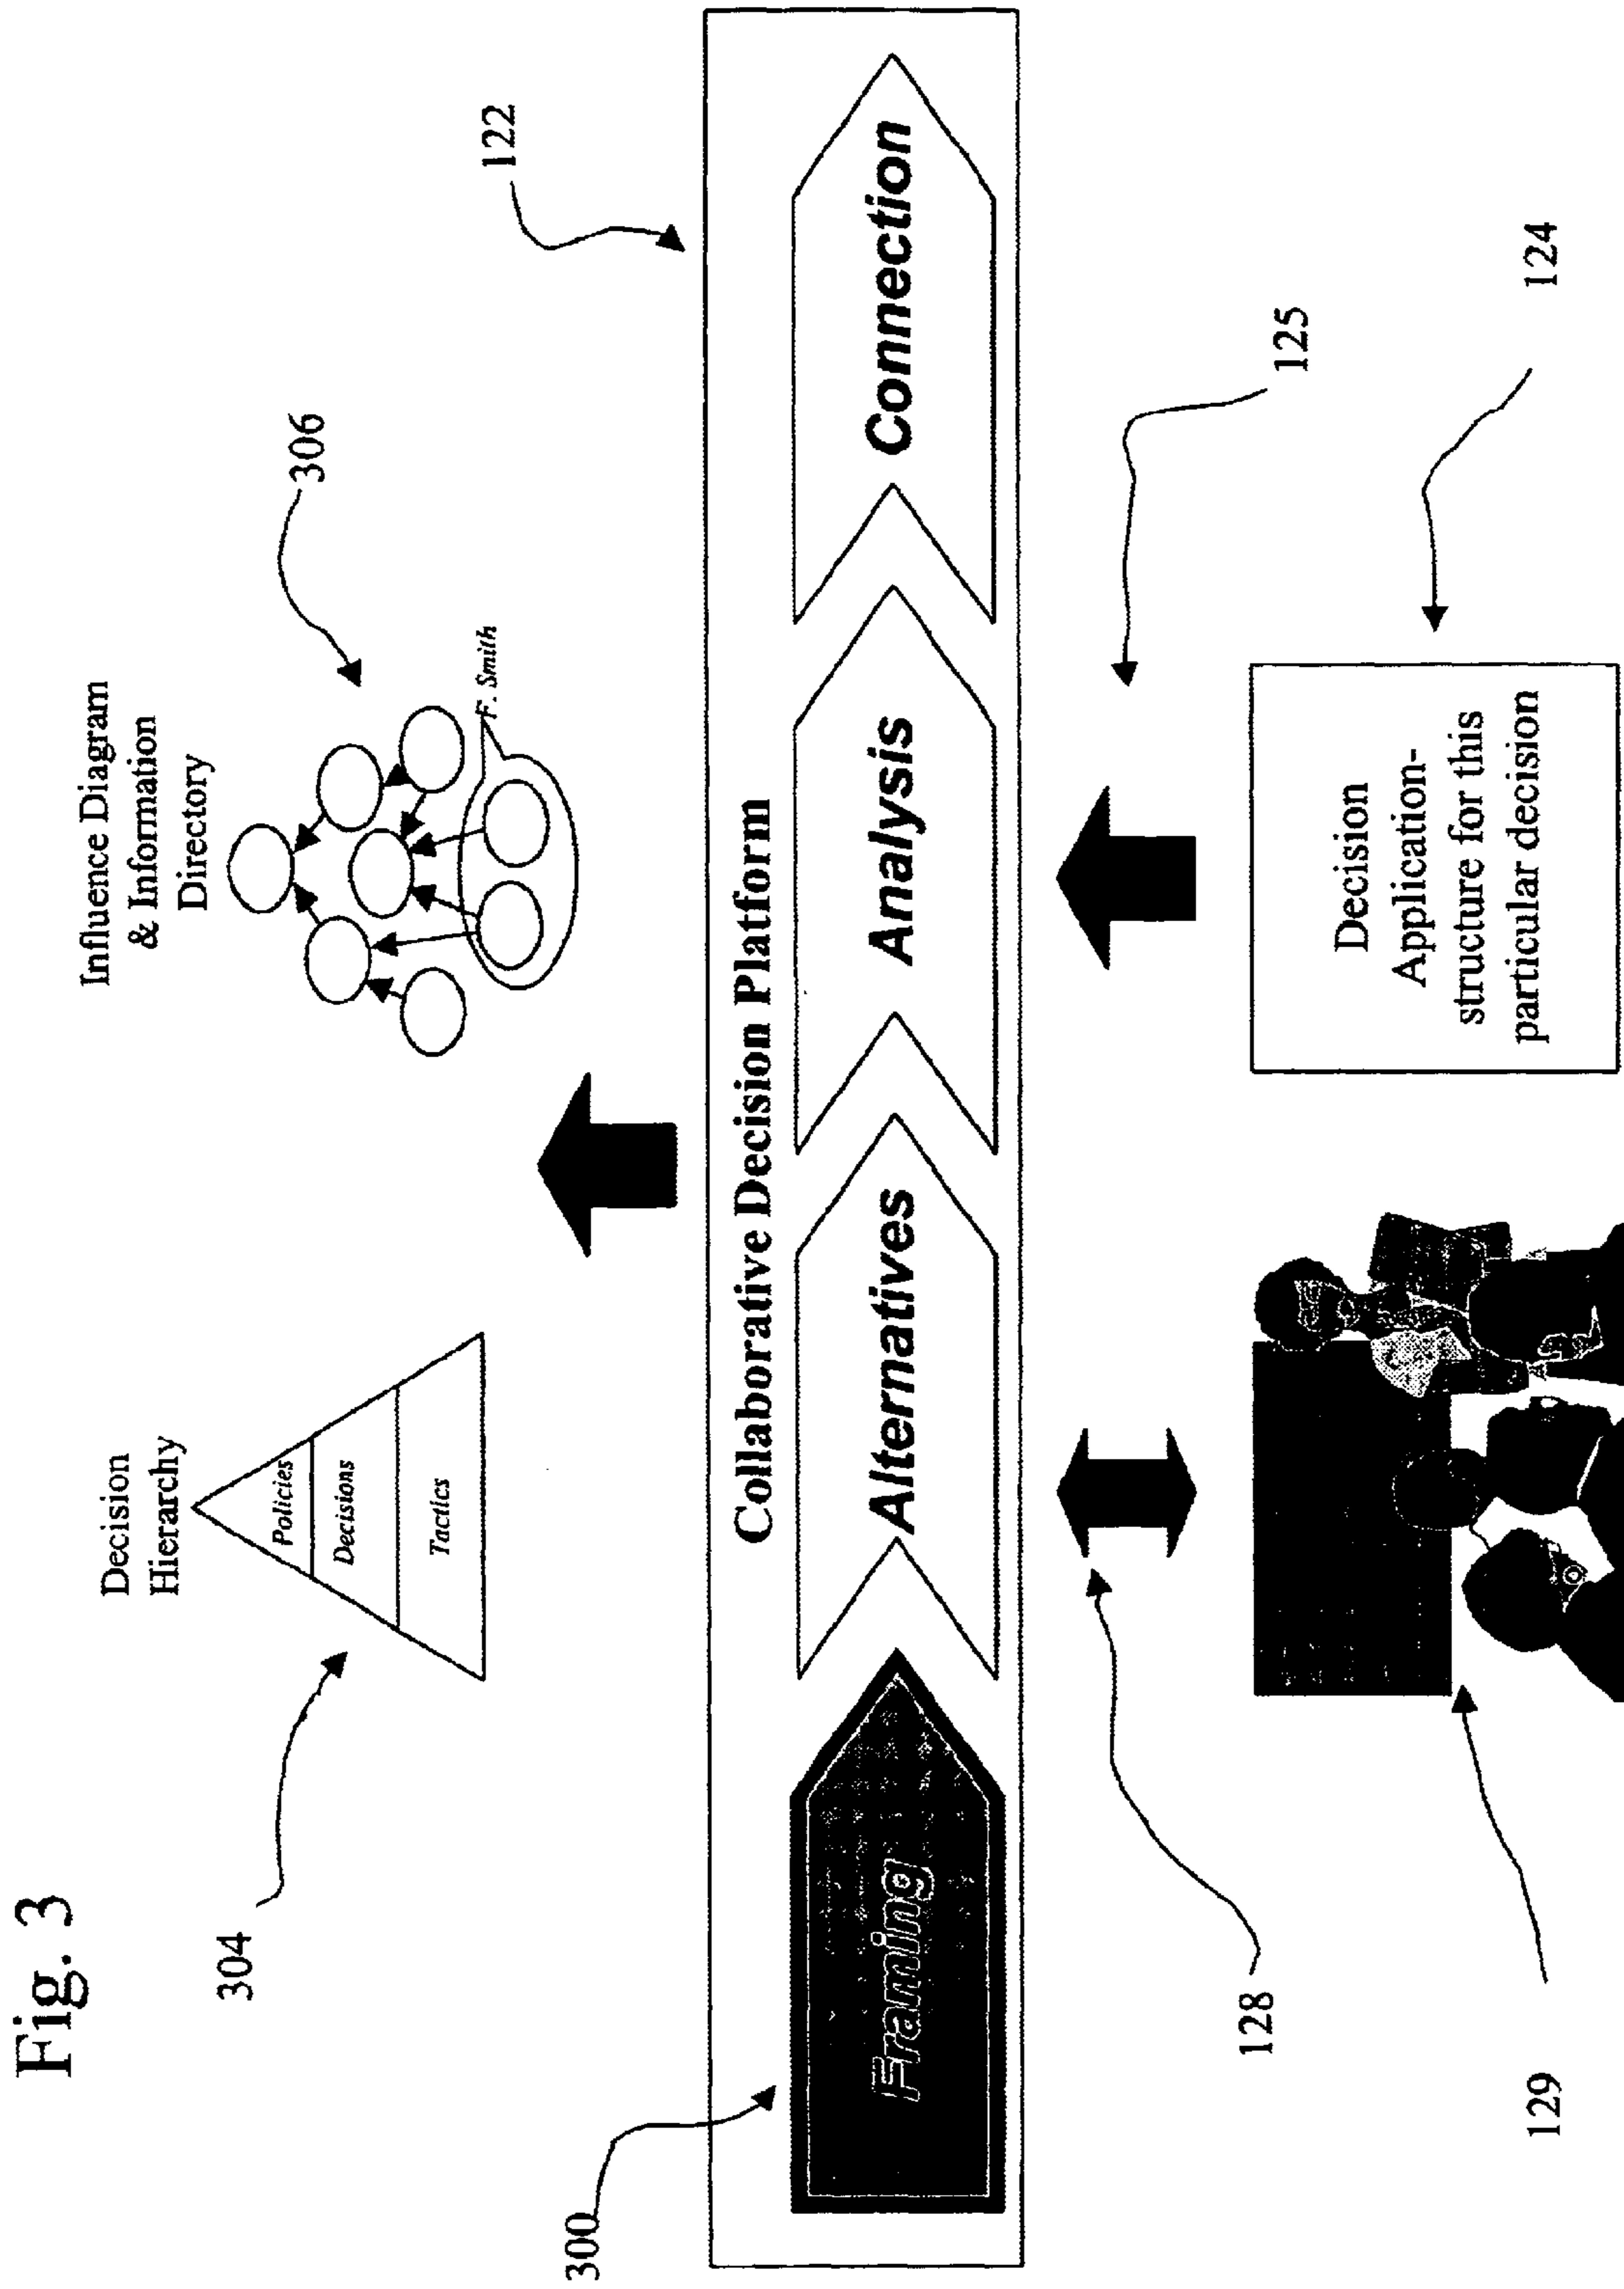 Fig. 3
304
Decision
Hierarchy
Policies
Decisions
Tactics
Influence Diagram
& Information
Directory
F. Smith
306
122
300
Collaborative Decision Platform
Framing
Alternatives
Analysis
Connection
128
125
129
Decision
Application-
structure for this
particular decision
124